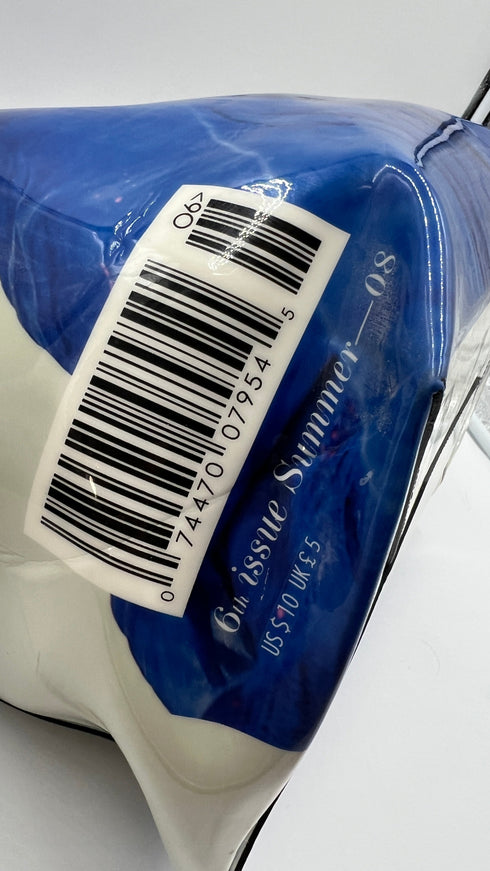 06>
0 74470 07954 5
6th issue Summer—08
US $10 UK £5